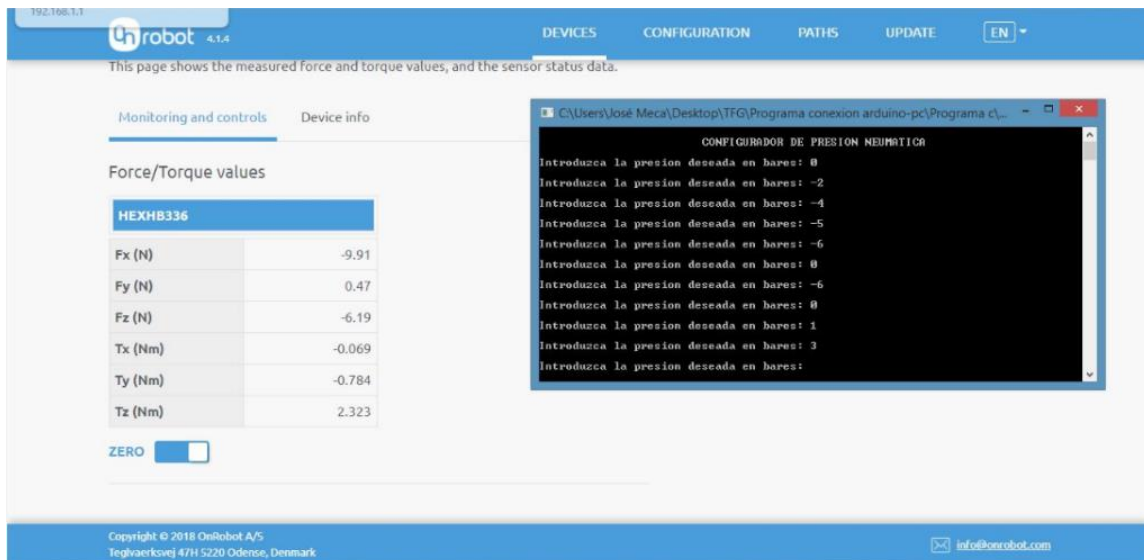 192.168.1.1
OnRobot 4.1.4
DEVICES CONFIGURATION PATHS UPDATE EN
This page shows the measured force and torque values, and the sensor status data.
Monitoring and controls Device info
Force/Torque values
HEXHB336
Fx (N) -9.91
Fy (N) 0.47
Fz (N) -6.19
Tx (Nm) -0.069
Ty (Nm) -0.784
Tz (Nm) 2.323
ZERO
C:\Users\José Meca\Desktop\TFG\Programa conexion arduino-pc\Programa c\...
CONFIGURADOR DE PRESION NEUMATICA
Introduzca la presion deseada en bares: 0
Introduzca la presion deseada en bares: -2
Introduzca la presion deseada en bares: -4
Introduzca la presion deseada en bares: -5
Introduzca la presion deseada en bares: -6
Introduzca la presion deseada en bares: 0
Introduzca la presion deseada en bares: -6
Introduzca la presion deseada en bares: 0
Introduzca la presion deseada en bares: 1
Introduzca la presion deseada en bares: 3
Introduzca la presion deseada en bares:
Copyright © 2018 OnRobot A/S
Teglvaerksvej 47H 5220 Odense, Denmark
info@onrobot.com